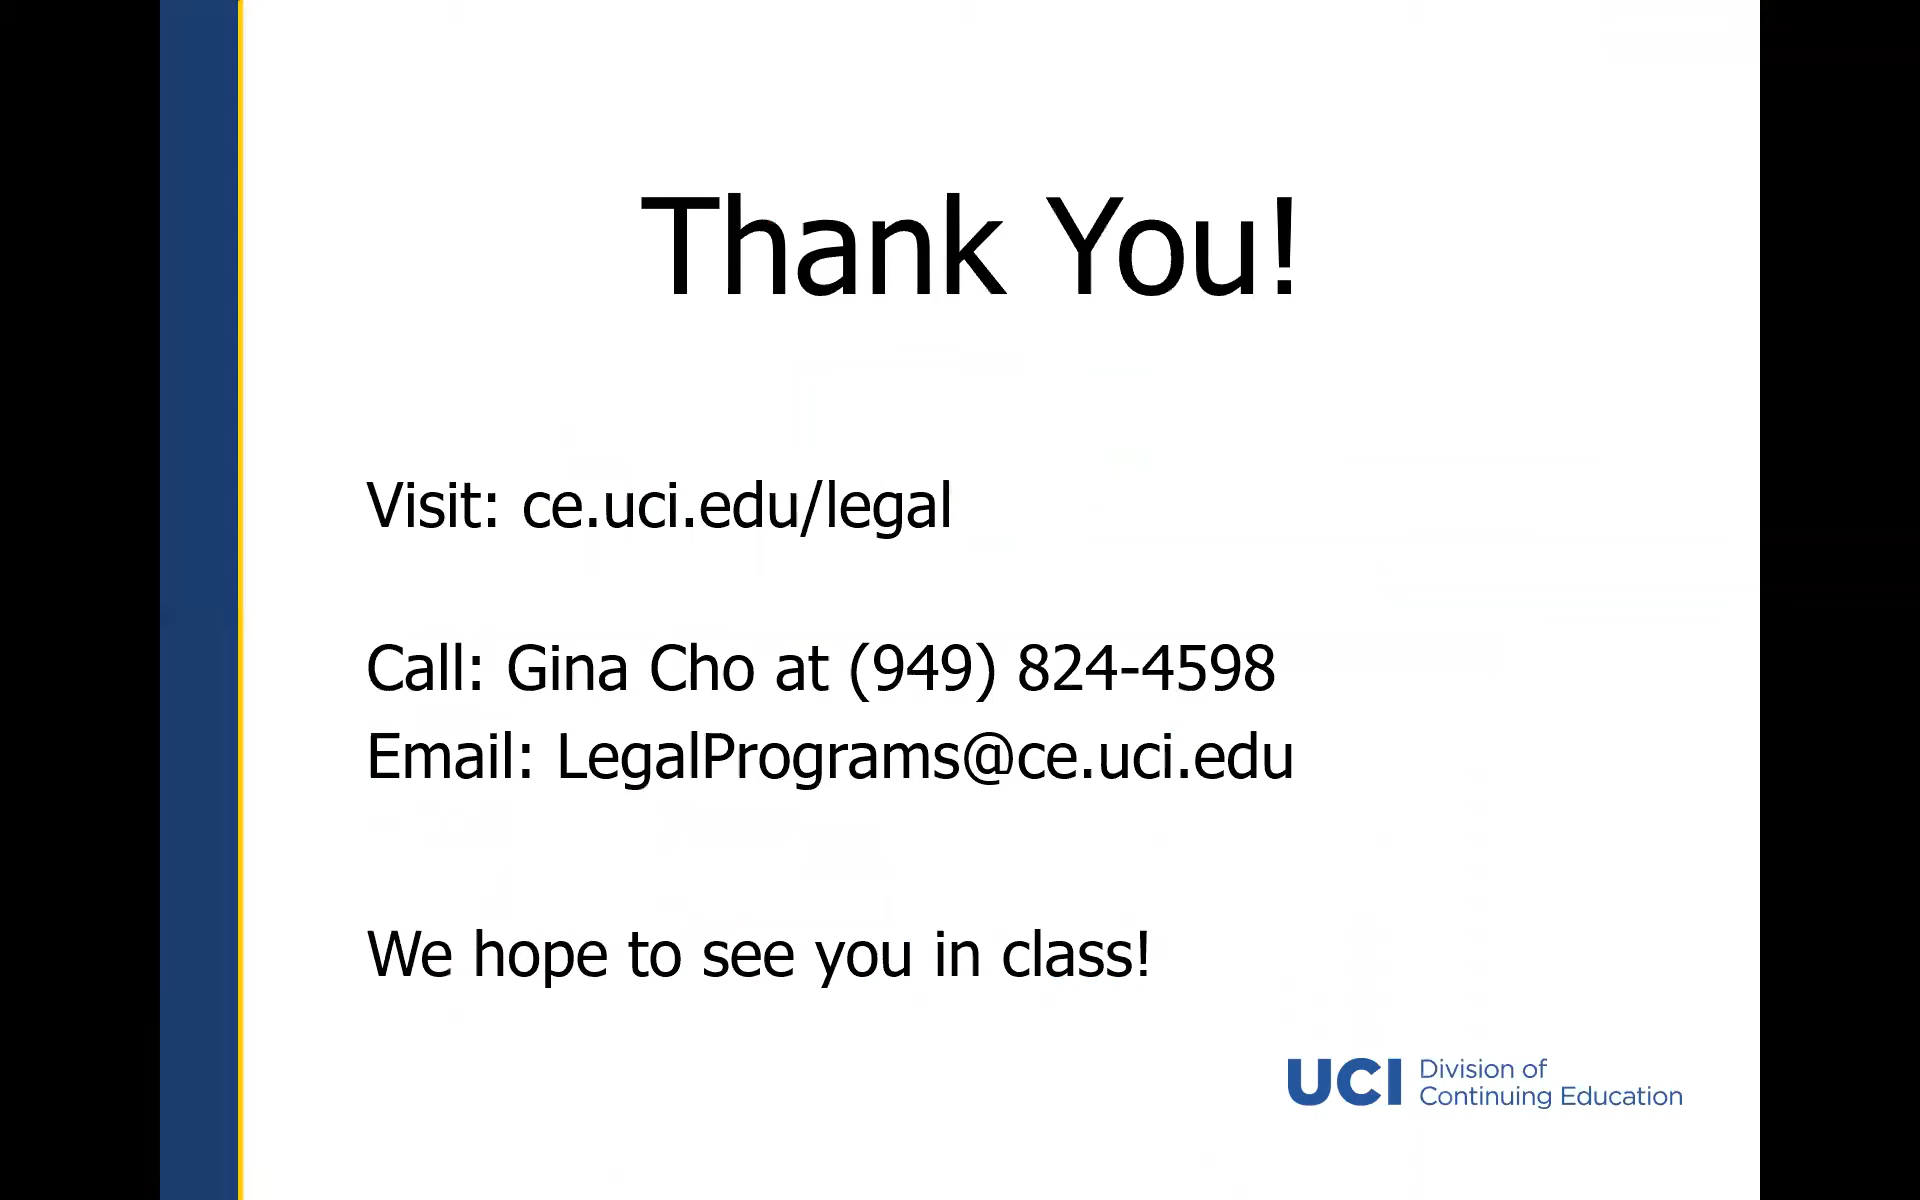 Thank You!
Visit: ce.uci.edu/legal
Call: Gina Cho at (949) 824-4598
Email: LegalPrograms@ce.uci.edu
We hope to see you in class!
UCI Division of
Continuing Education